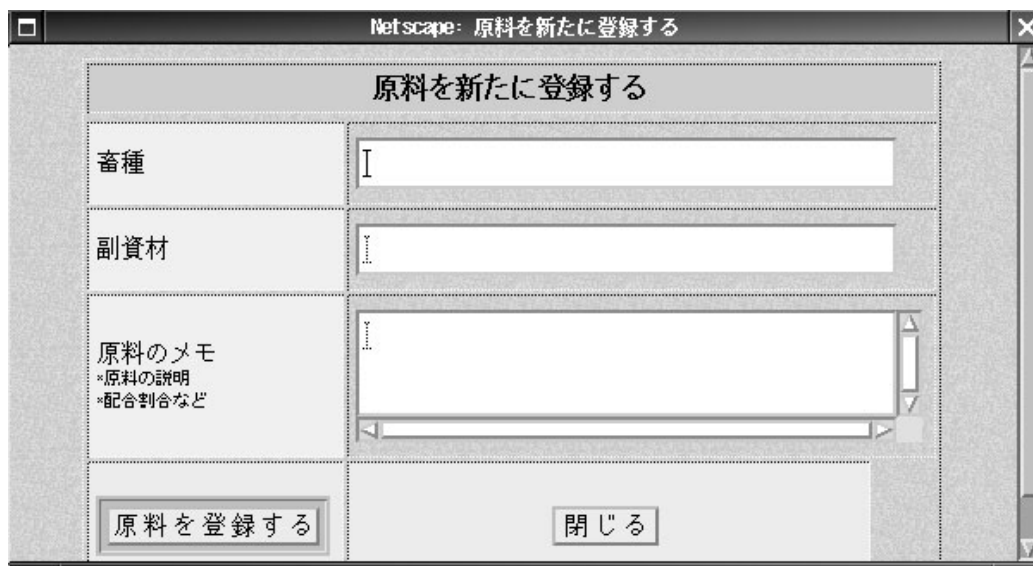 Netscape: 原料を新たに登録する
原料を新たに登録する
畜種
副資材
原料のメモ
*原料の説明
*配合割合など
原料を登録する
閉じる